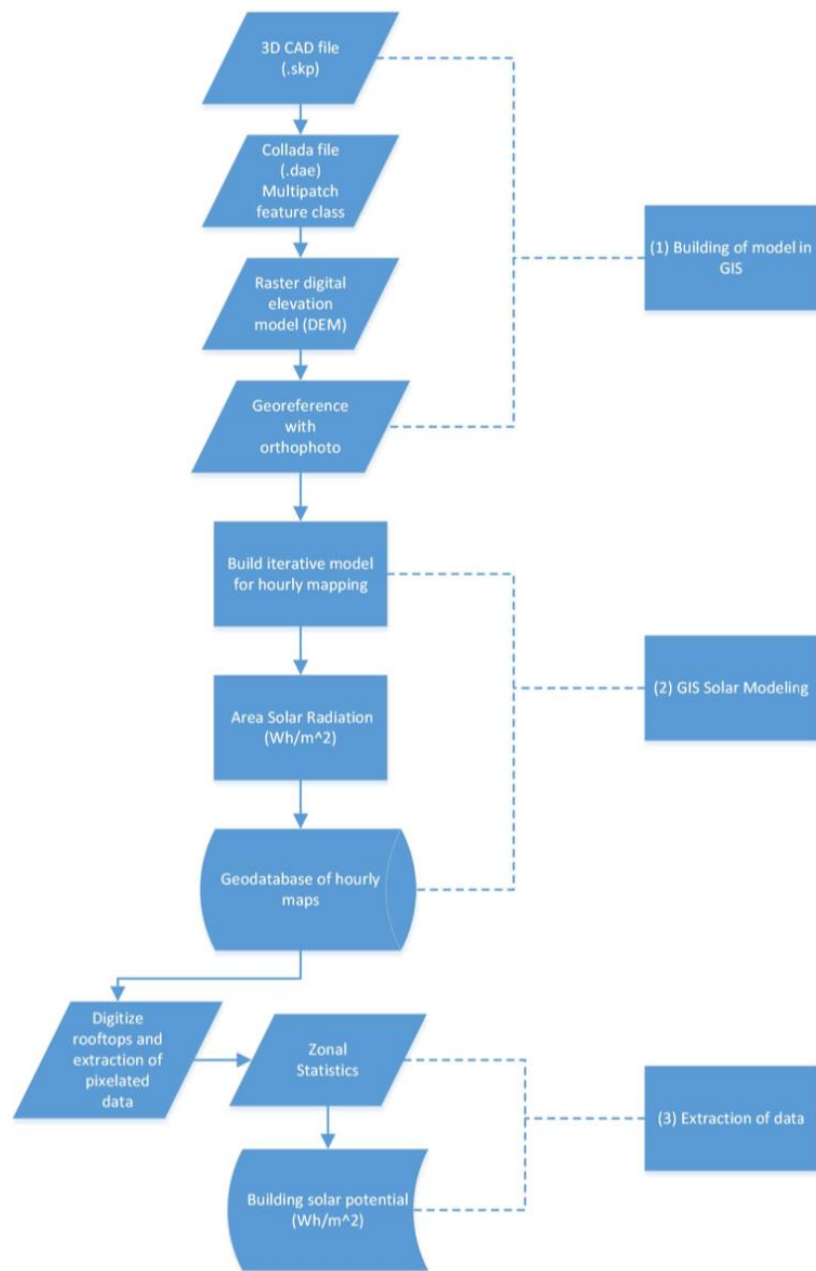 3D CAD file
(.skp)
Collada file
(.dae)
Multipatch
feature class
Raster digital
elevation
model (DEM)
Georeference
with
orthophoto
(1) Building of model in
GIS
Build iterative model
for hourly mapping
Area Solar Radiation
(Wh/m^2)
Geodatabase of hourly
maps
(2) GIS Solar Modeling
Digitize
rooftops and
extraction of
pixelated
data
Zonal
Statistics
Building solar potential
(Wh/m^2)
(3) Extraction of data